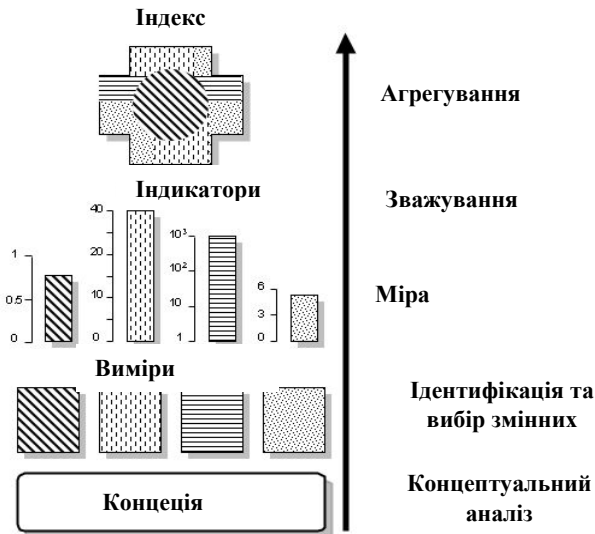 Індекс
Агрегування
Індикатори
Зважування
1
0.5
0
40
20
10
0
10³
10²
10
1
6
3
0
Міра
Виміри
Ідентифікація та
вибір змінних
Концеція
Концептуальний
аналіз